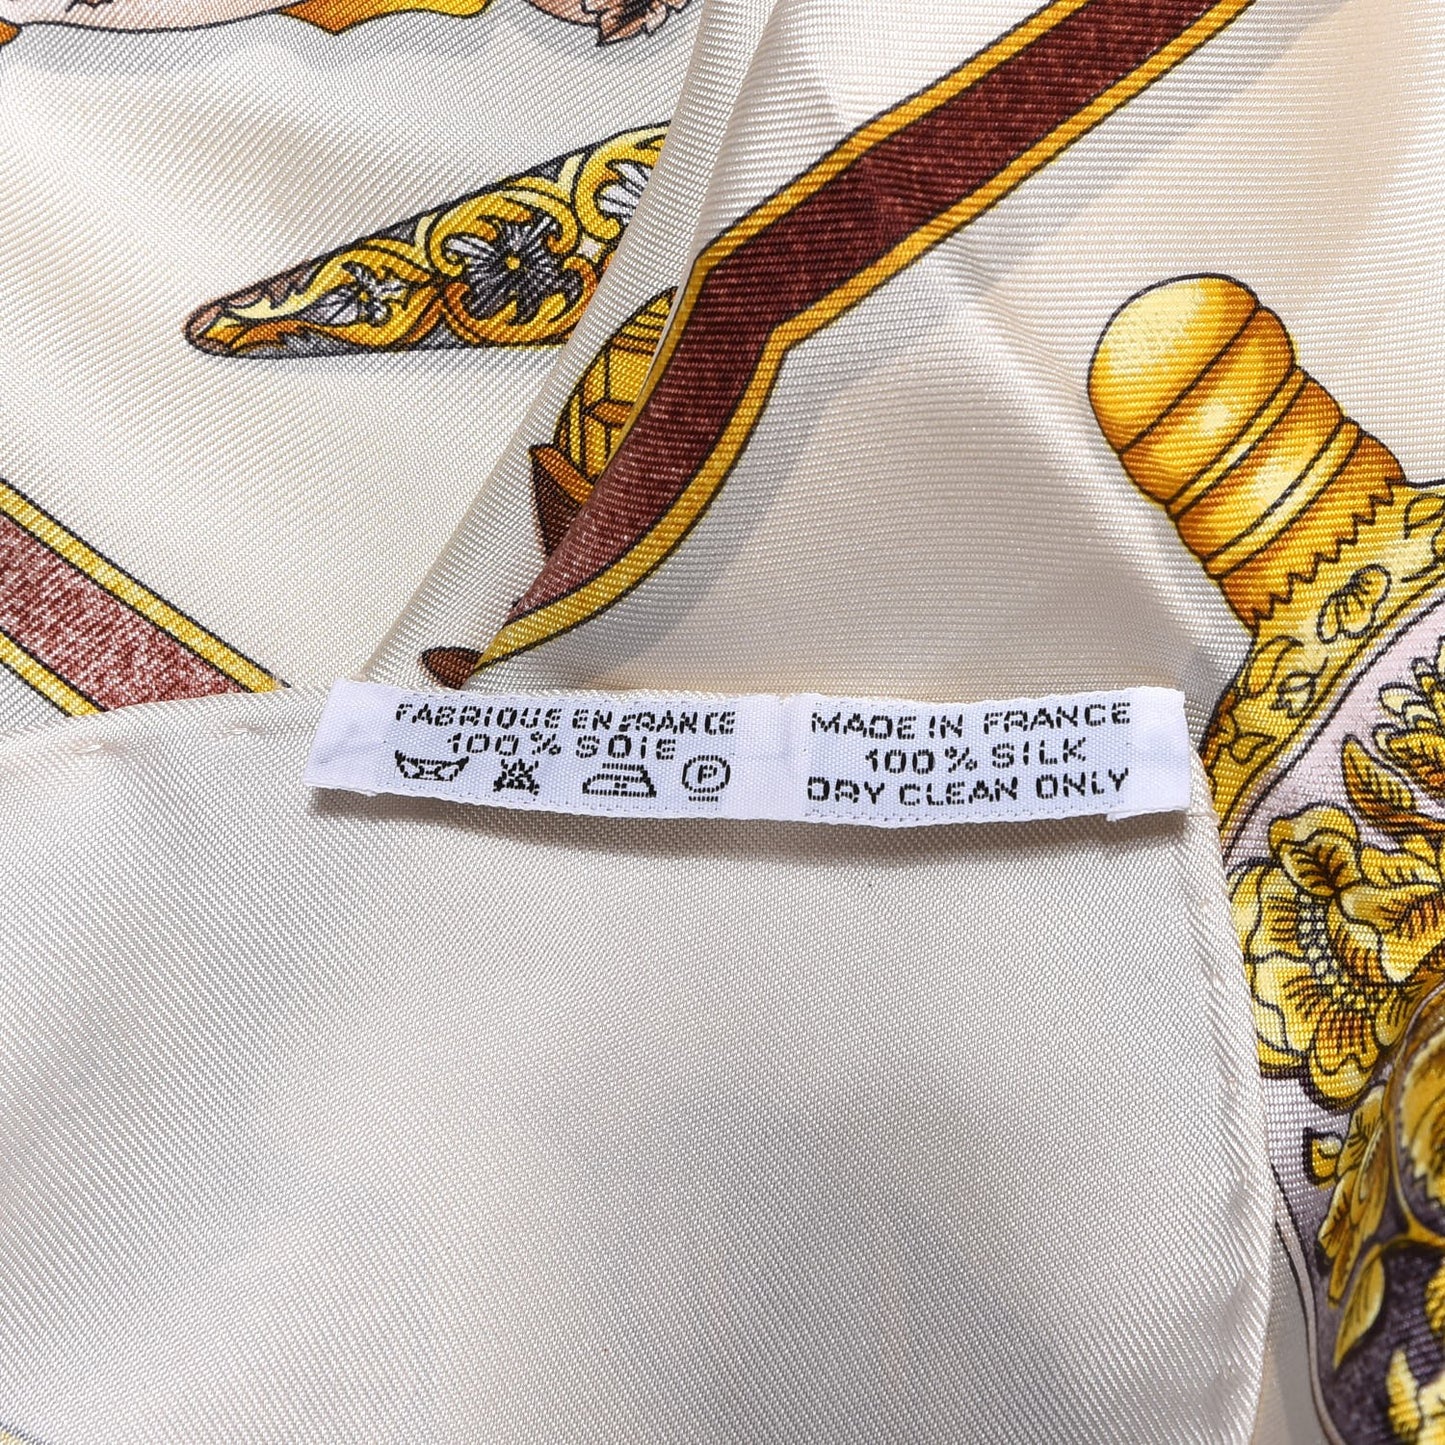 FABRIQUE EN FRANCE
100% SOIE
P
MADE IN FRANCE
100% SILK
DRY CLEAN ONLY